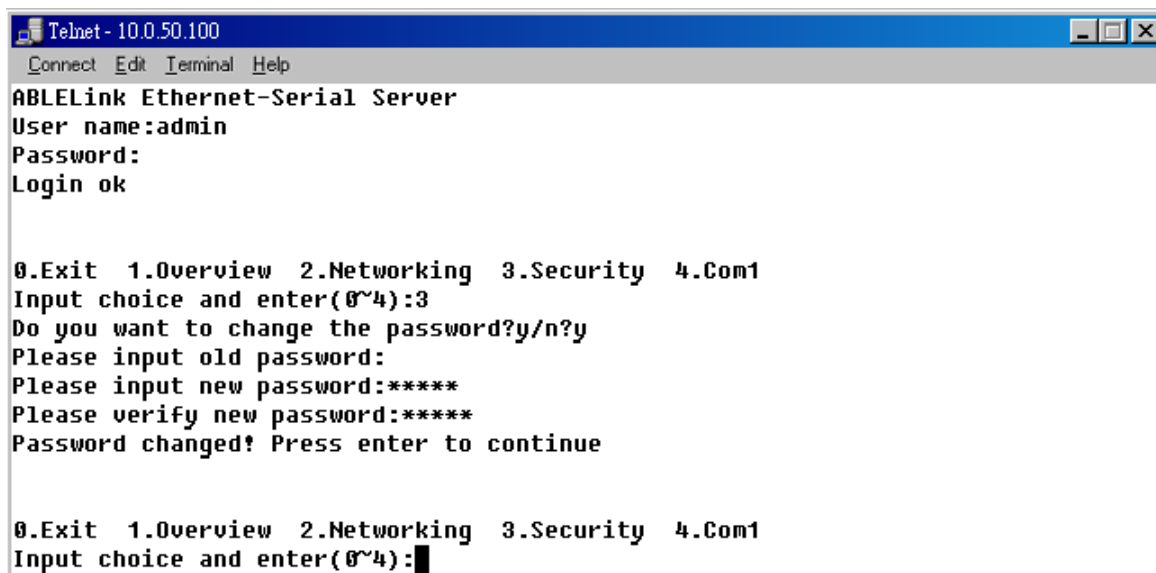 Telnet - 10.0.50.100
Connect Edit Terminal Help
ABLELink Ethernet-Serial Server
User name:admin
Password:
Login ok
0.Exit 1.Overview 2.Networking 3.Security 4.Com1
Input choice and enter(0~4):3
Do you want to change the password?y/n?y
Please input old password:
Please input new password:*****
Please verify new password:*****
Password changed! Press enter to continue
0.Exit 1.Overview 2.Networking 3.Security 4.Com1
Input choice and enter(0~4):